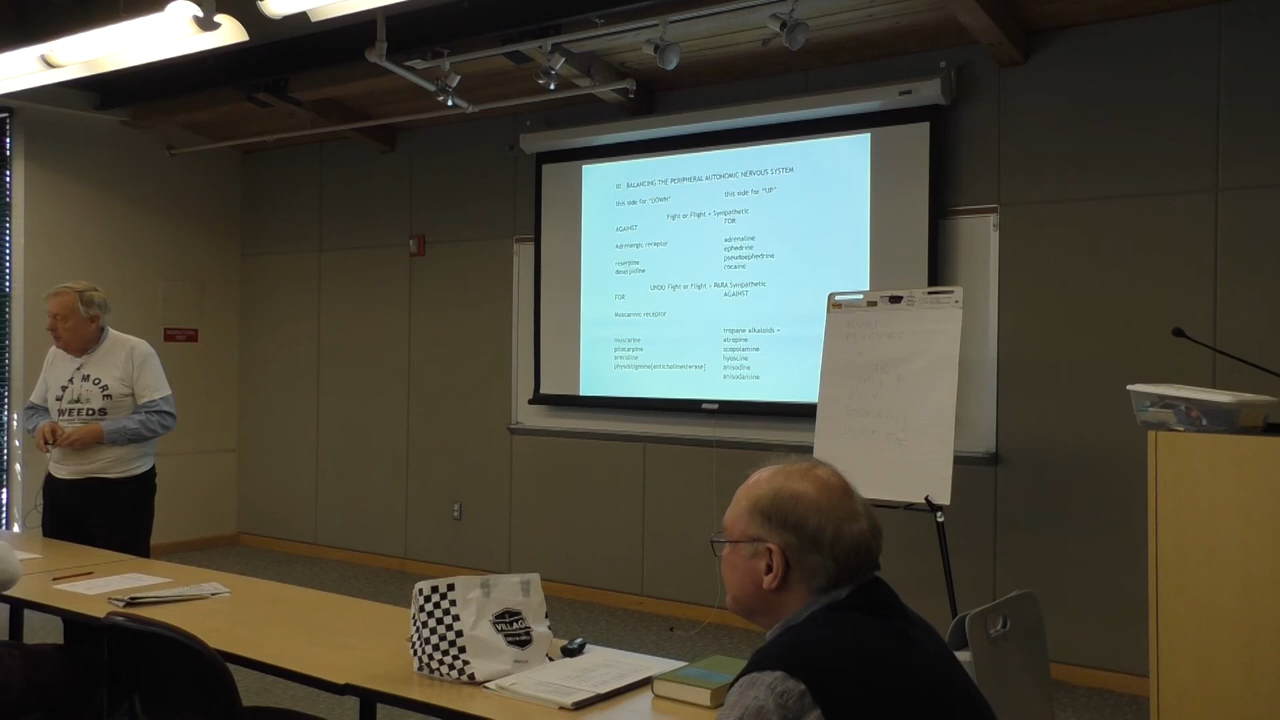 III. BALANCING THE PERIPHERAL AUTONOMIC NERVOUS SYSTEM
this side for "DOWN" this side for "UP"
Fight or Flight = Sympathetic
AGAINST FOR
Adrenergic receptor adrenaline
ephedrine
reserpine pseudoephedrine
deserpidine cocaine
UNDO Fight or Flight = PARA Sympathetic
FOR AGAINST
Muscarinic receptor
tropane alkaloids =
muscarine atropine
pilocarpine scopolamine
arecoline hyoscine
physostigmine[anticholinesterase] anisodine
anisodamine
EAT MORE
WEEDS
VILLAGE